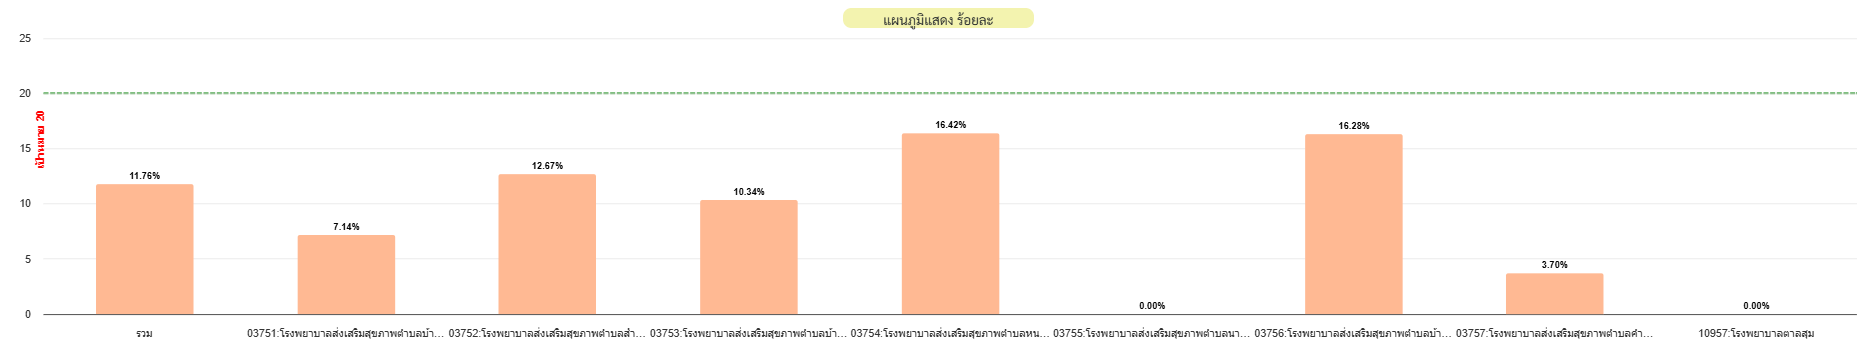 แผนภูมิแสดง ร้อยละ
25
20
15
10
5
0
เป้าหมาย 20
11.76%
7.14%
12.67%
10.34%
16.42%
0.00%
16.28%
3.70%
0.00%
รวม
03751:โรงพยาบาลส่งเสริมสุขภาพตำบลบ้า…
03752:โรงพยาบาลส่งเสริมสุขภาพตำบลสำ…
03753:โรงพยาบาลส่งเสริมสุขภาพตำบลบ้า…
03754:โรงพยาบาลส่งเสริมสุขภาพตำบลหน…
03755:โรงพยาบาลส่งเสริมสุขภาพตำบลนา…
03756:โรงพยาบาลส่งเสริมสุขภาพตำบลบ้า…
03757:โรงพยาบาลส่งเสริมสุขภาพตำบลคำ…
10957:โรงพยาบาลตาลสุม